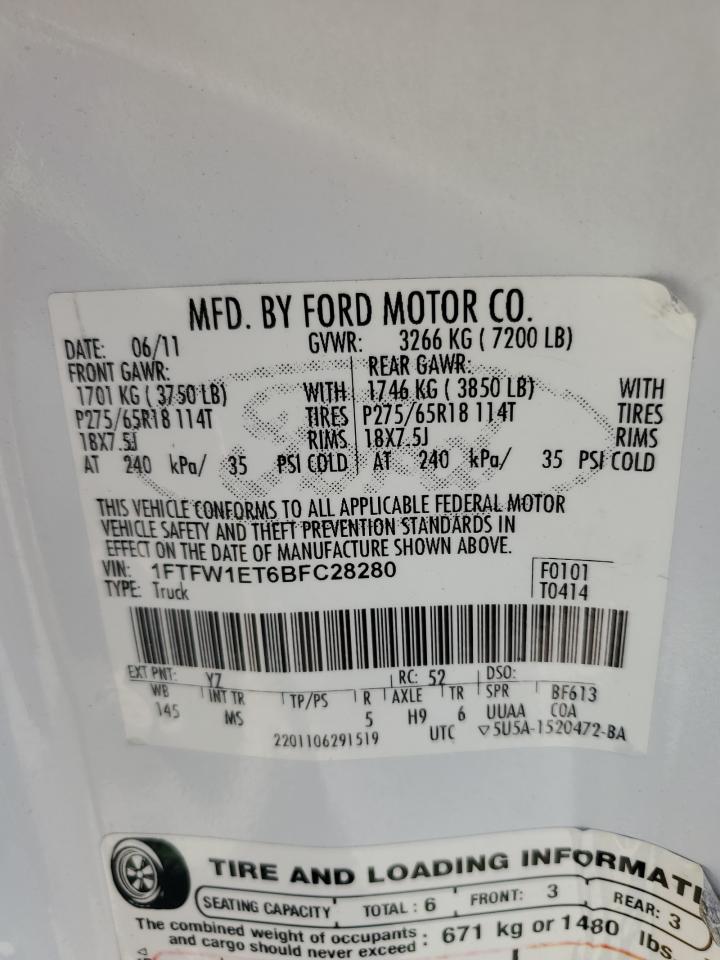 MFD. BY FORD MOTOR CO.
DATE: 06/11 GVWR: 3266 KG ( 7200 LB)
FRONT GAWR: REAR GAWR:
1701 KG ( 3750 LB) WITH 1746 KG ( 3850 LB) WITH
P275/65R18 114T TIRES P275/65R18 114T TIRES
18X7.5J RIMS 18X7.5J RIMS
AT 240 kPa/ 35 PSI COLD AT 240 kPa/ 35 PSI COLD
Ford
THIS VEHICLE CONFORMS TO ALL APPLICABLE FEDERAL MOTOR
VEHICLE SAFETY AND THEFT PREVENTION STANDARDS IN
EFFECT ON THE DATE OF MANUFACTURE SHOWN ABOVE.
VIN: 1FTFW1ET6BFC28280 F0101
TYPE: Truck T0414
EXT PNT: YZ RC: 52 DSO:
WB INT TR TP/PS R AXLE TR SPR BF613
145 MS 5 H9 6 UUAA COA
2201106291519 UTC ▽5U5A-1520472-BA
TIRE AND LOADING INFORMATI
SEATING CAPACITY TOTAL : 6 FRONT: 3 REAR: 3
The combined weight of occupants
and cargo should never exceed : 671 kg or 1480 lbs.